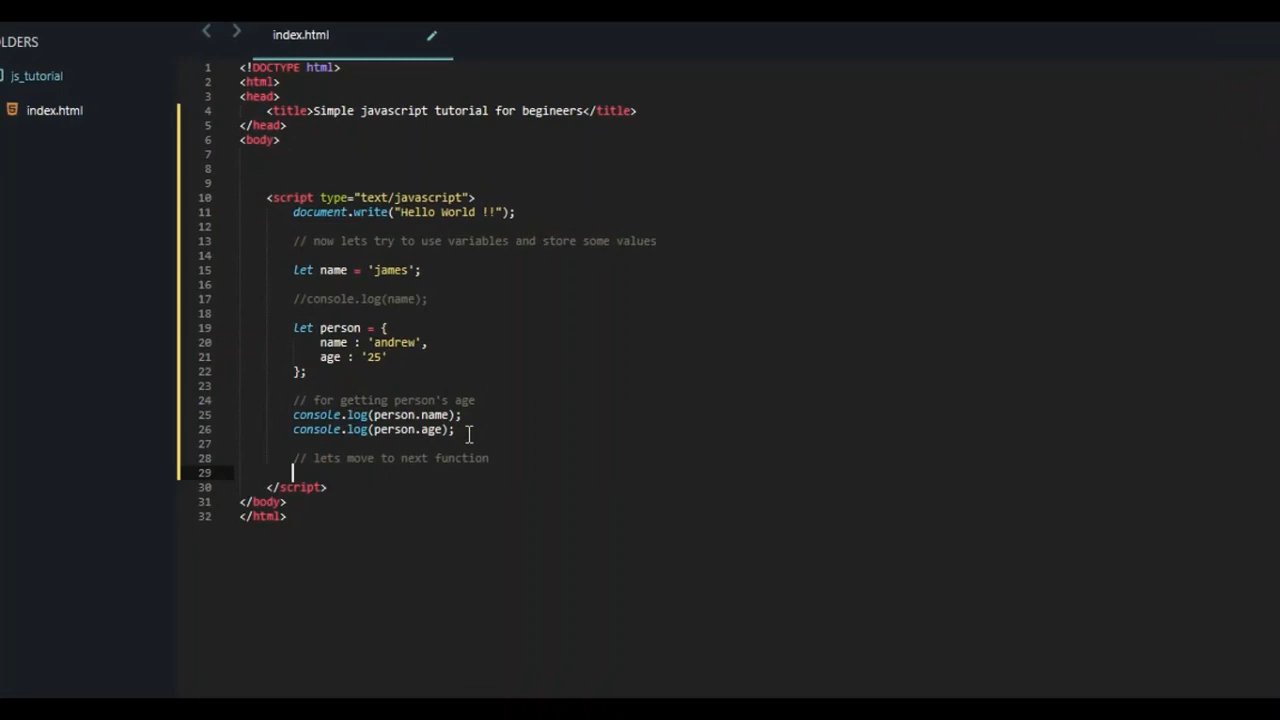 OLDERS
js_tutorial
index.html
index.html
1 <!DOCTYPE html>
2 <html>
3 <head>
4 <title>Simple javascript tutorial for begineers</title>
5 </head>
6 <body>
7
8
9
10 <script type="text/javascript">
11 document.write("Hello World !!");
12
13 // now lets try to use variables and store some values
14
15 let name = 'james';
16
17 //console.log(name);
18
19 let person = {
20 name : 'andrew',
21 age : '25'
22 };
23
24 // for getting person's age
25 console.log(person.name);
26 console.log(person.age);
27
28 // lets move to next function
29
30 </script>
31 </body>
32 </html>